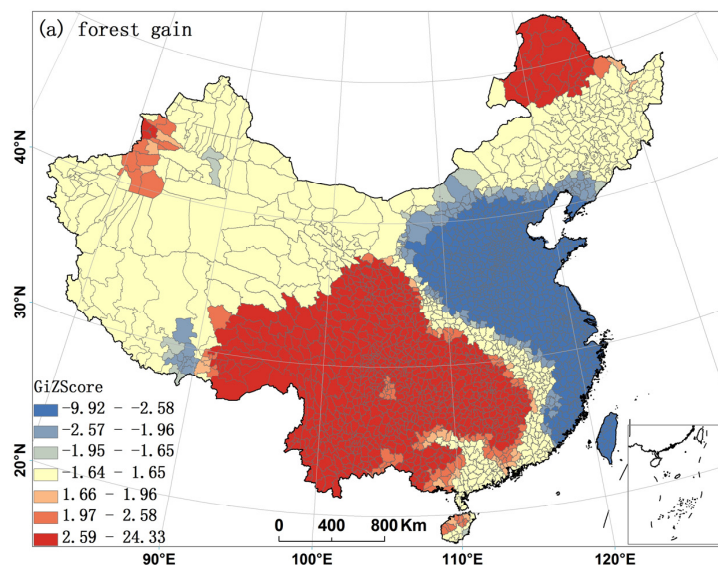 (a) forest gain
40°N
30°N
20°N
GiZScore
-9.92 - -2.58
-2.57 - -1.96
-1.95 - -1.65
-1.64 - 1.65
1.66 - 1.96
1.97 - 2.58
2.59 - 24.33
0 400 800 Km
90°E 100°E 110°E 120°E